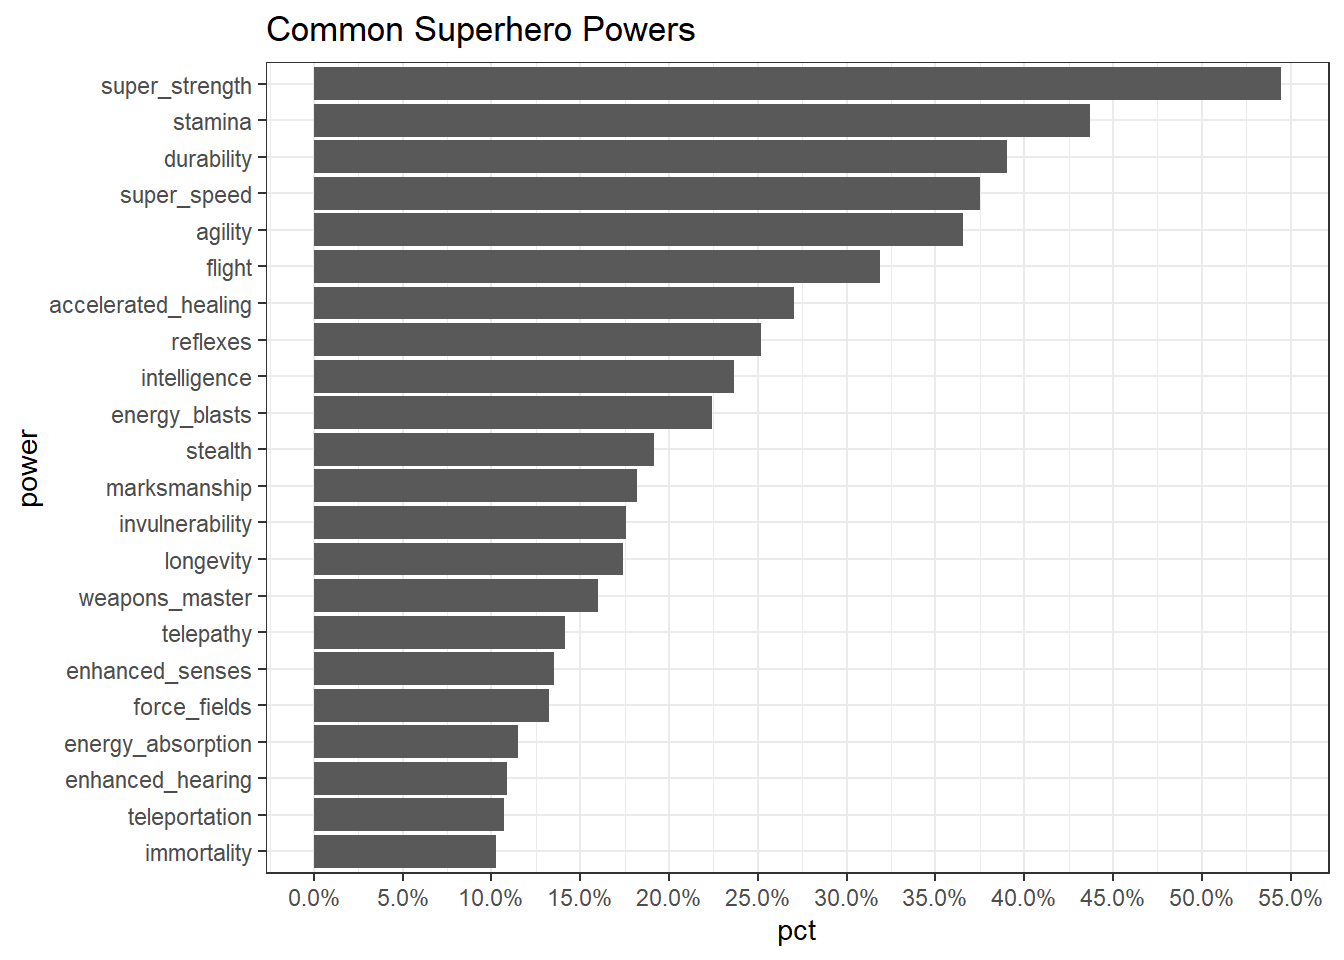 Common Superhero Powers
super_strength
stamina
durability
super_speed
agility
flight
accelerated_healing
reflexes
intelligence
energy_blasts
stealth
marksmanship
invulnerability
longevity
weapons_master
telepathy
enhanced_senses
force_fields
energy_absorption
enhanced_hearing
teleportation
immortality
power
0.0% 5.0% 10.0% 15.0% 20.0% 25.0% 30.0% 35.0% 40.0% 45.0% 50.0% 55.0%
pct